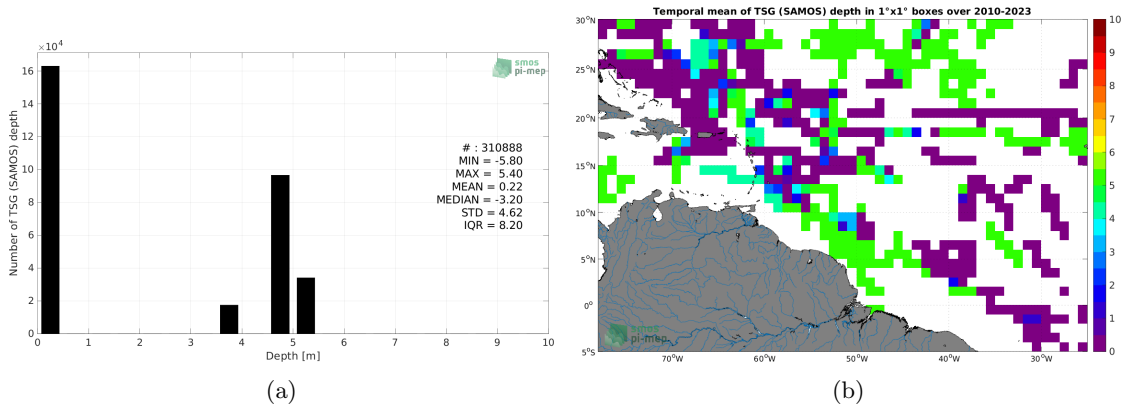 ×10⁴
16
14
12
10
8
6
4
2
0
Number of TSG (SAMOS) depth
0 1 2 3 4 5 6 7 8 9 10
Depth [m]
smos
pi-mep
# : 310888
MIN = -5.80
MAX = 5.40
MEAN = 0.22
MEDIAN = -3.20
STD = 4.62
IQR = 8.20
(a)
Temporal mean of TSG (SAMOS) depth in 1°x1° boxes over 2010-2023
30°N
25°N
20°N
15°N
10°N
5°N
0°
5°S
70°W 60°W 50°W 40°W 30°W
smos
pi-mep
10
9
8
7
6
5
4
3
2
1
0
(b)